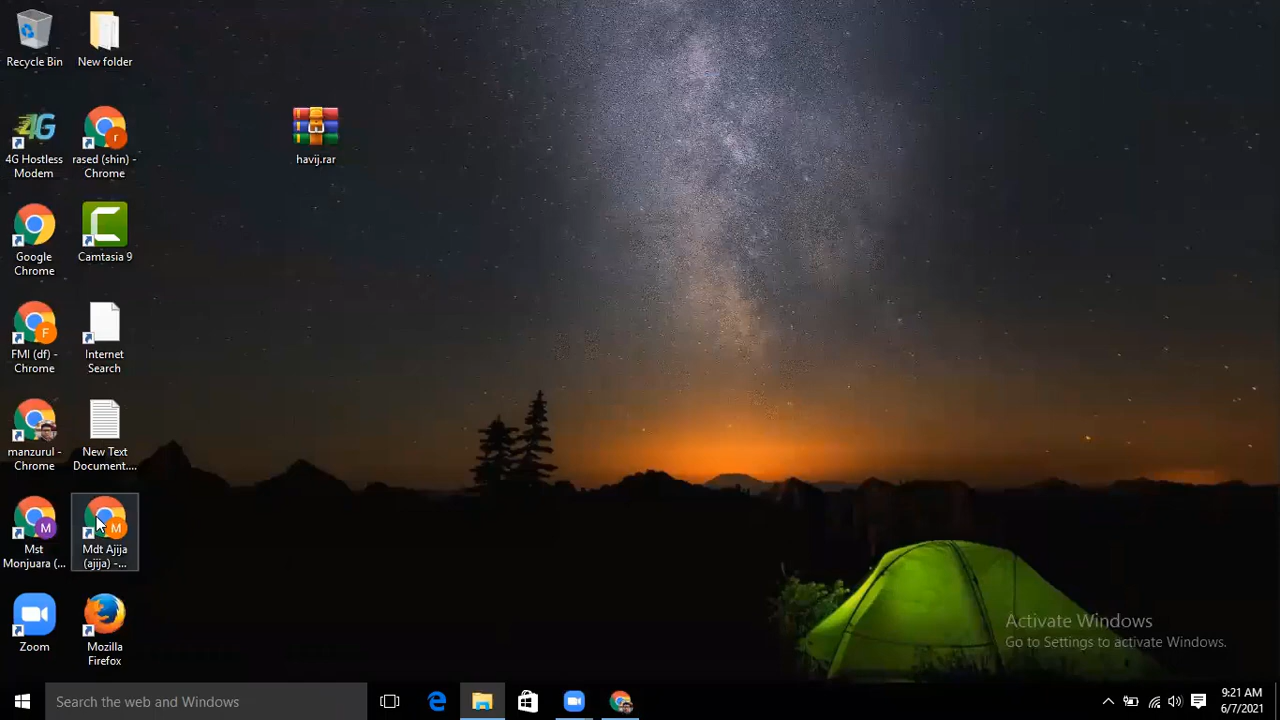 Recycle Bin
New folder
4G Hostless
Modem
rased (shin) -
Chrome
havij.rar
Google
Chrome
Camtasia 9
FMI (df) -
Chrome
Internet
Search
manzurul -
Chrome
New Text
Document....
Mst
Monjuara (...
Mdt Ajija
(ajija) -...
Zoom
Mozilla
Firefox
Activate Windows
Go to Settings to activate Windows.
Search the web and Windows
9:21 AM
6/7/2021